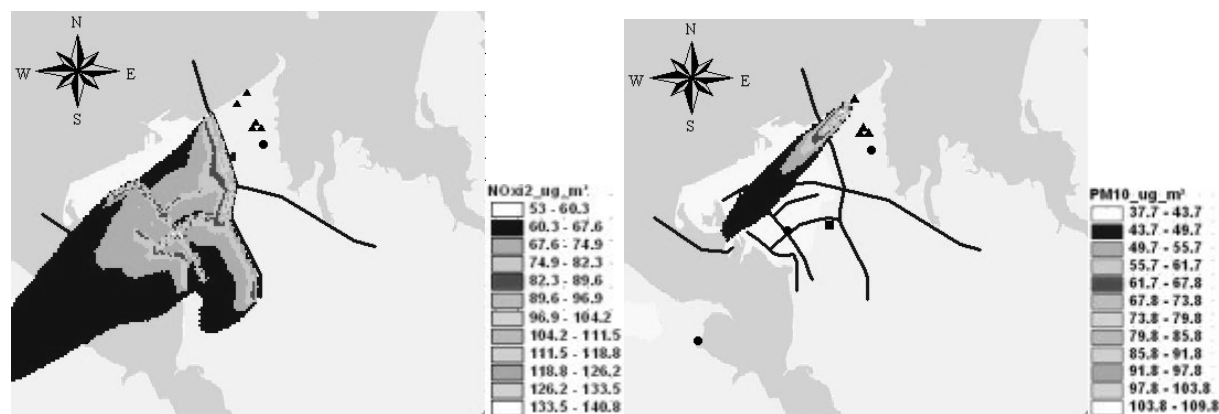 N
W E
S
NOxi2_ug_m³
53 - 60.3
60.3 - 67.6
67.6 - 74.9
74.9 - 82.3
82.3 - 89.6
89.6 - 96.9
96.9 - 104.2
104.2 - 111.5
111.5 - 118.8
118.8 - 126.2
126.2 - 133.5
133.5 - 140.8
N
W E
S
PM10_ug_m³
37.7 - 43.7
43.7 - 49.7
49.7 - 55.7
55.7 - 61.7
61.7 - 67.8
67.8 - 73.8
73.8 - 79.8
79.8 - 85.8
85.8 - 91.8
91.8 - 97.8
97.8 - 103.8
103.8 - 109.8